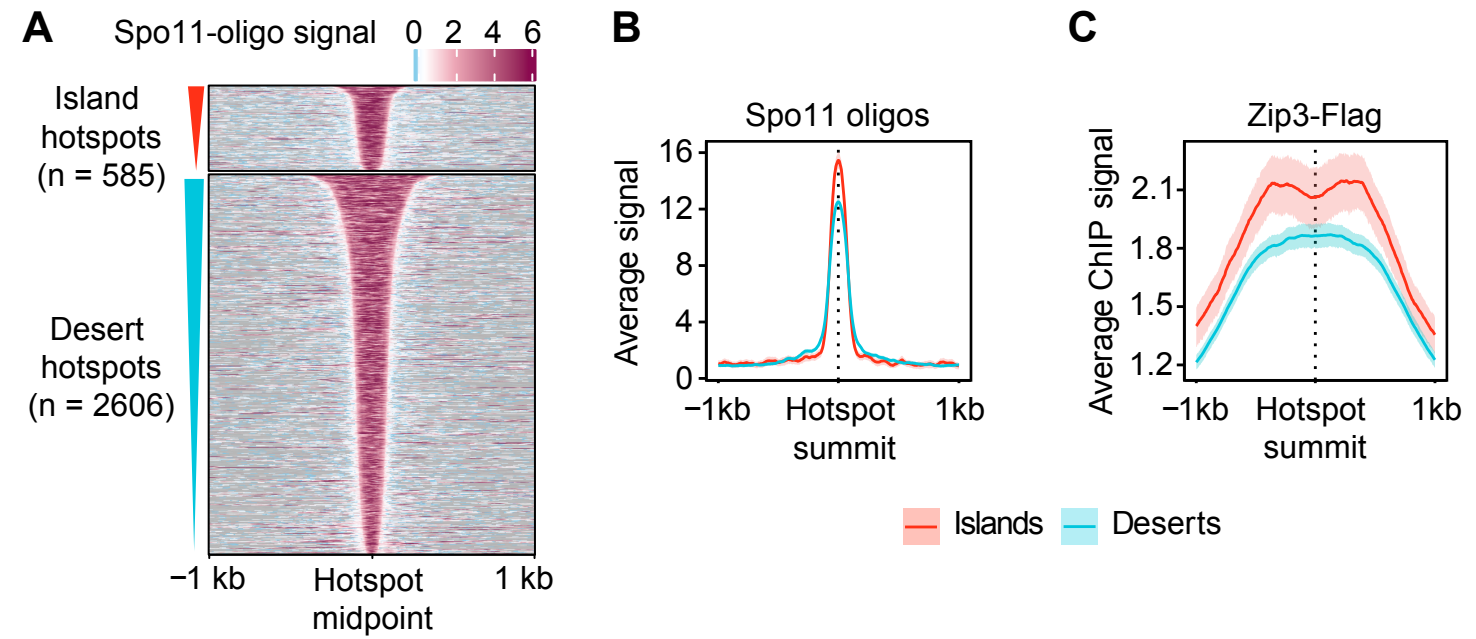 A
Spo11-oligo signal
0 2 4 6
Island
hotspots
(n = 585)
Desert
hotspots
(n = 2606)
−1 kb
Hotspot
midpoint
1 kb
B
Spo11 oligos
Average signal
16
12
8
4
0
−1kb
Hotspot
summit
1kb
C
Zip3-Flag
Average ChIP signal
2.1
1.8
1.5
1.2
−1kb
Hotspot
summit
1kb
Islands
Deserts